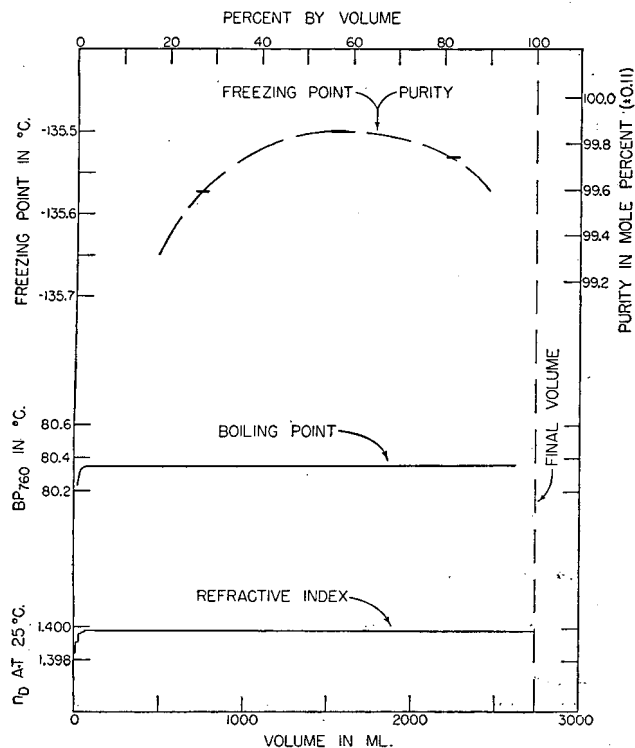 PERCENT BY VOLUME
0 20 40 60 80 100
FREEZING POINT
PURITY
-135.5
-135.6
-135.7
FREEZING POINT IN °C.
100.0
99.8
99.6
99.4
99.2
PURITY IN MOLE PERCENT (±0.11)
80.6
80.4
80.2
BP760 IN °C.
BOILING POINT
FINAL VOLUME
REFRACTIVE INDEX
1.400
1.398
nD AT 25°C.
0 1000 2000 3000
VOLUME IN ML.